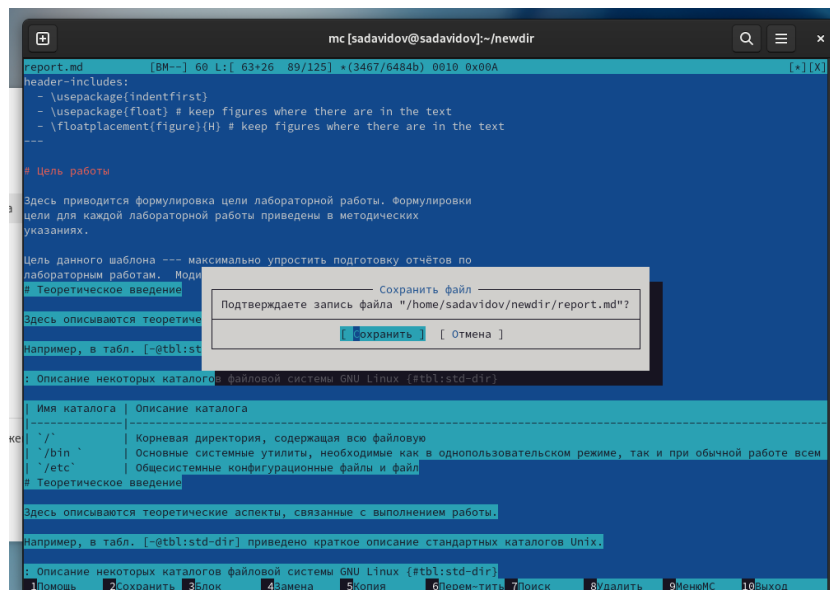 mc [sadavidov@sadavidov]:~/newdir
report.md [BM--] 60 L:[ 63+26 89/125] *(3467/6484b) 0010 0x00A [*][X]
header-includes:
- \usepackage{indentfirst}
- \usepackage{float} # keep figures where there are in the text
- \floatplacement{figure}{H} # keep figures where there are in the text
---
# Цель работы
Здесь приводится формулировка цели лабораторной работы. Формулировки
цели для каждой лабораторной работы приведены в методических
указаниях.
Цель данного шаблона --- максимально упростить подготовку отчётов по
лабораторным работам. Моди
# Теоретическое введение
Здесь описываются теоретиче
Например, в табл. [-@tbl:st
: Описание некоторых каталогов файловой системы GNU Linux {#tbl:std-dir}
Сохранить файл
Подтверждаете запись файла "/home/sadavidov/newdir/report.md"?
[ Сохранить ] [ Отмена ]
| Имя каталога | Описание каталога
|--------------|----------------------------------------------------------------
| `/` | Корневая директория, содержащая всю файловую
| `/bin ` | Основные системные утилиты, необходимые как в однопользовательском режиме, так и при обычной работе всем
| `/etc` | Общесистемные конфигурационные файлы и файл
# Теоретическое введение
Здесь описываются теоретические аспекты, связанные с выполнением работы.
Например, в табл. [-@tbl:std-dir] приведено краткое описание стандартных каталогов Unix.
: Описание некоторых каталогов файловой системы GNU Linux {#tbl:std-dir}
1Помощь 2Сохранить 3Блок 4Замена 5Копия 6Перем~тить 7Поиск 8Удалить 9МенюMC 10Выход